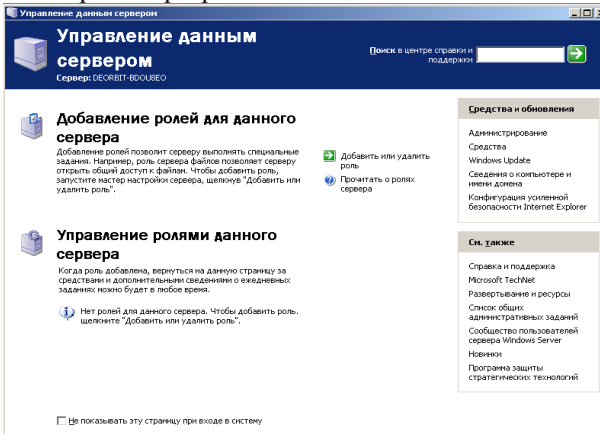 Управление данным сервером
Управление данным
сервером
Сервер: DEORBIT-BDOU8EO
Поиск в центре справки и
поддержки
Добавление ролей для данного
сервера
Добавление ролей позволит серверу выполнять специальные
задания. Например, роль сервера файлов позволяет серверу
открыть общий доступ к файлам. Чтобы добавить роль,
запустите мастер настройки сервера, щелкнув "Добавить или
удалить роль".
Добавить или удалить
роль
Прочитать о ролях
сервера
Управление ролями данного
сервера
Когда роль добавлена, вернуться на данную страницу за
средствами и дополнительными сведениями о ежедневных
заданиях можно будет в любое время.
Нет ролей для данного сервера. Чтобы добавить роль.
щелкните "Добавить или удалить роль".
Средства и обновления
Администрирование
Средства
Windows Update
Сведения о компьютере и
имени домена
Конфигурация усиленной
безопасности Internet Explorer
См. также
Справка и поддержка
Microsoft TechNet
Развертывание и ресурсы
Список общих
административных заданий
Сообщество пользователей
сервера Windows Server
Новинки
Программа защиты
стратегических технологий
Не показывать эту страницу при входе в систему